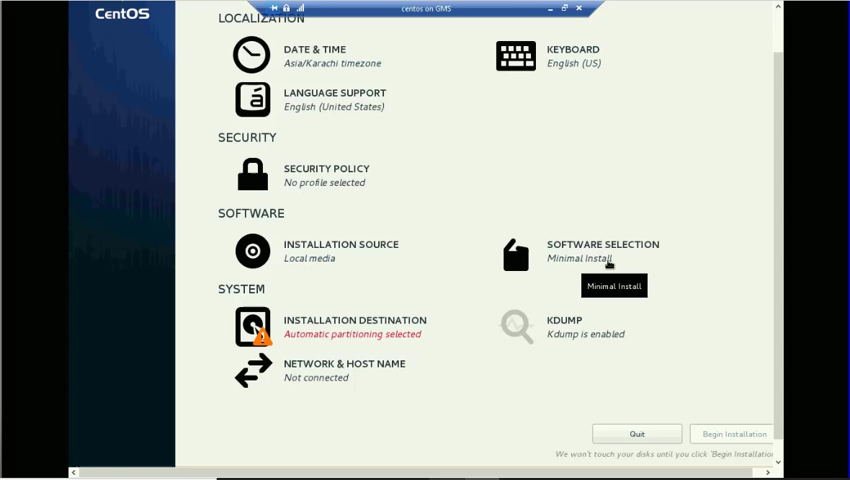 centos on GMS
CentOS
LOCALIZATION
DATE & TIME
Asia/Karachi timezone
KEYBOARD
English (US)
LANGUAGE SUPPORT
English (United States)
SECURITY
SECURITY POLICY
No profile selected
SOFTWARE
INSTALLATION SOURCE
Local media
SOFTWARE SELECTION
Minimal Install
Minimal Install
SYSTEM
INSTALLATION DESTINATION
Automatic partitioning selected
KDUMP
Kdump is enabled
NETWORK & HOST NAME
Not connected
Quit
Begin Installation
We won't touch your disks until you click 'Begin Installatio